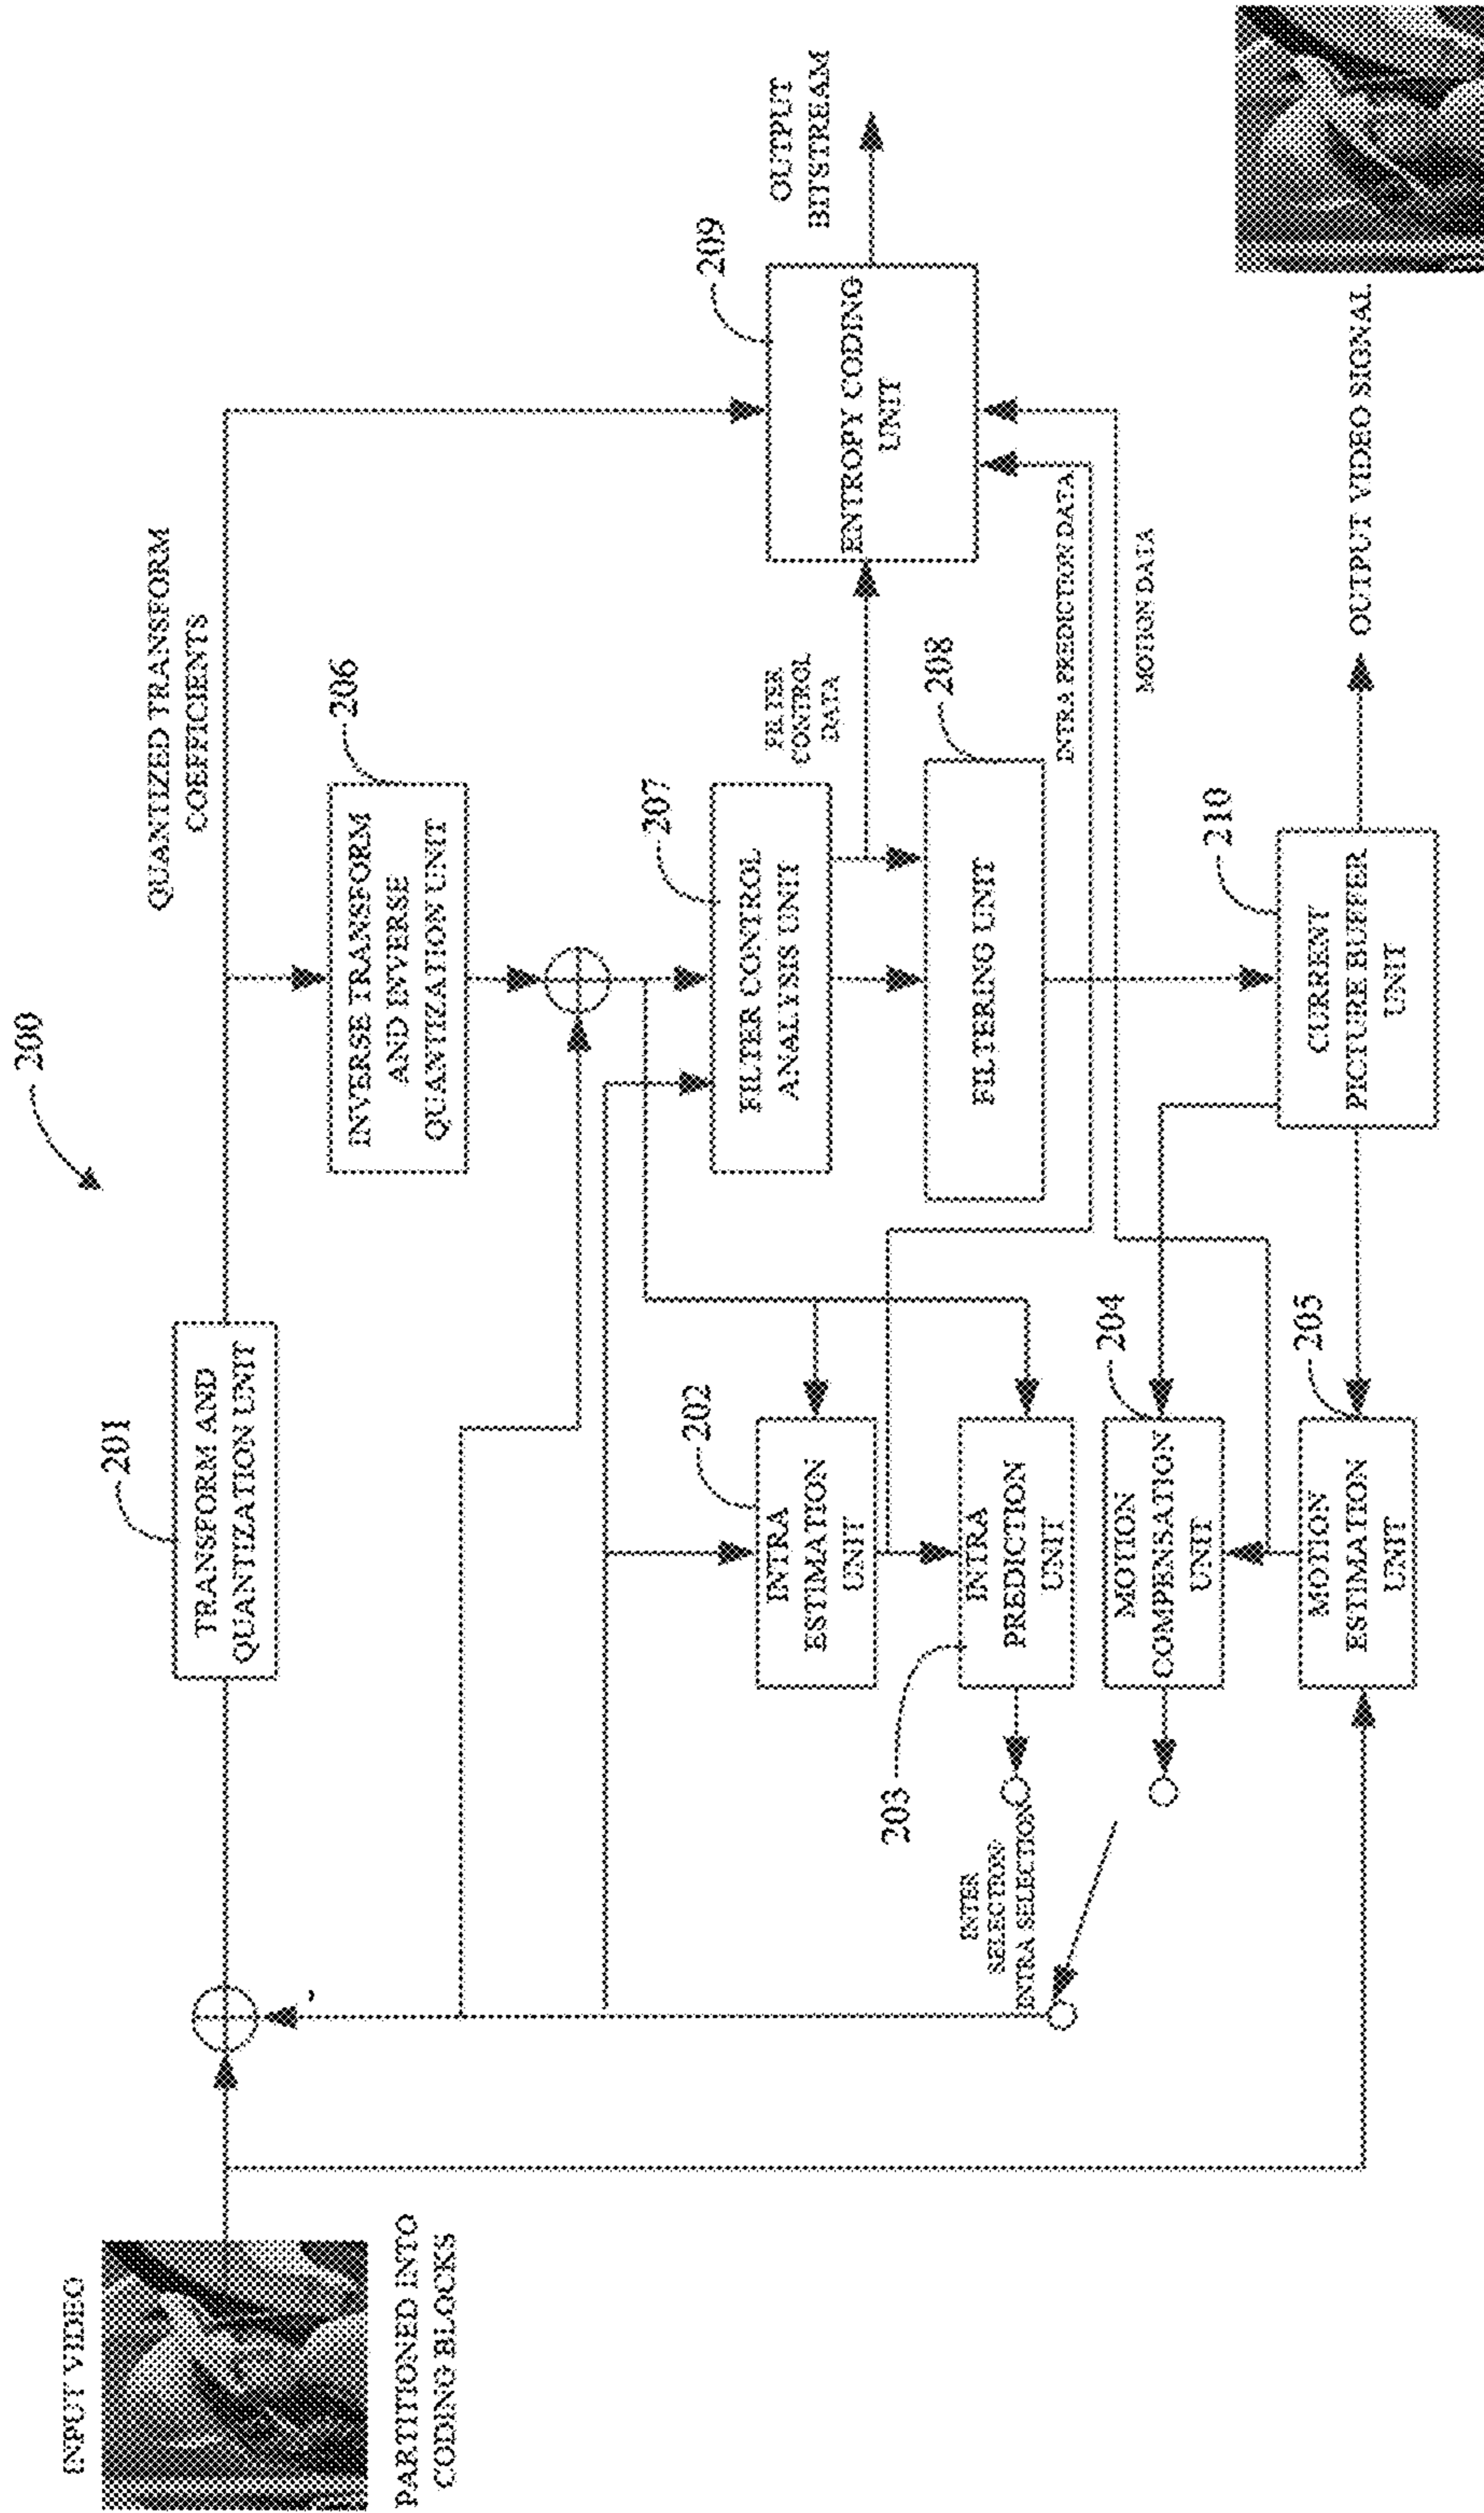 200
INPUT VIDEO
PARTITIONED INTO
CODING BLOCKS
201
TRANSFORM AND
QUANTIZATION UNIT
QUANTIZED TRANSFORM
COEFFICIENTS
206
INVERSE TRANSFORM
AND INVERSE
QUANTIZATION UNIT
207
FILTER CONTROL
ANALYSIS UNIT
FILTER
CONTROL
DATA
209
ENTROPY CODING
UNIT
OUTPUT
BITSTREAM
202
INTRA
ESTIMATION
UNIT
208
FILTERING UNIT
INTRA PREDICTION DATA
MOTION DATA
203
INTRA
PREDICTION
UNIT
INTER
SELECTION/
INTRA SELECTION
204
MOTION
COMPENSATION
UNIT
205
MOTION
ESTIMATION
UNIT
210
CURRENT
PICTURE BUFFER
UNIT
OUTPUT VIDEO SIGNAL